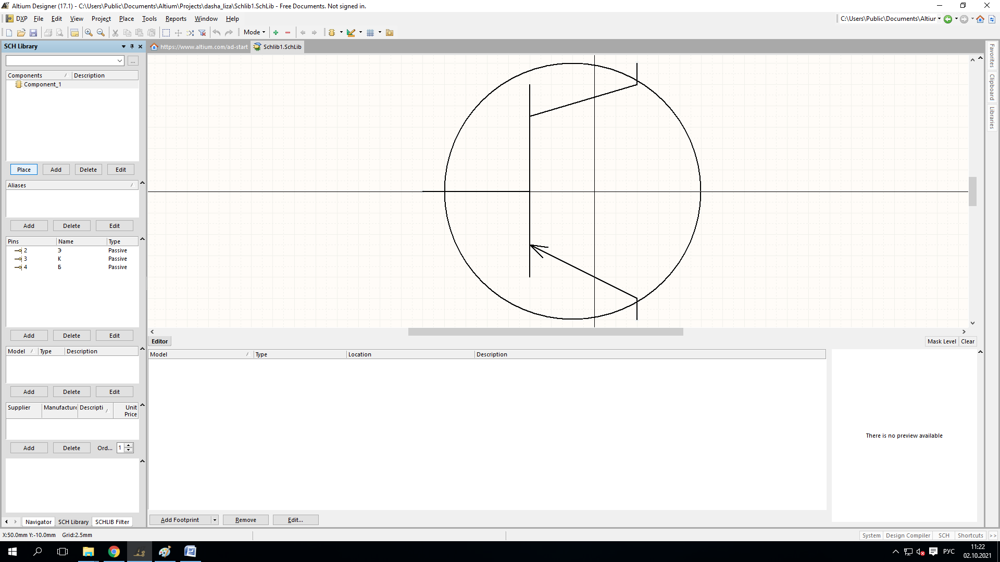 Altium Designer (17.1) - C:\Users\Public\Documents\Altium\Projects\dasha_liza\Schlib1.SchLib - Free Documents. Not signed in.
DXP File Edit View Project Place Tools Reports Window Help
C:\Users\Public\Documents\Altiur
Mode
SCH Library
https://www.altium.com/ad-start
Schlib1.SchLib
...
Components / Description
Component_1
Place Add Delete Edit
Aliases /
Add Delete Edit
Pins Name Type
2 Э Passive
3 К Passive
4 Б Passive
Add Delete Edit
Model / Type Description
Add Delete Edit
Supplier Manufacture Descripti / Unit Price
Add Delete Ord... 1
Navigator SCH Library SCHLIB Filter
Editor
Mask Level Clear
Model / Type Location Description
There is no preview available
Add Footprint Remove Edit...
Favorites
Clipboard
Libraries
X:50.0mm Y:-10.0mm Grid:2.5mm
System Design Compiler SCH Shortcuts >>
РУС
11:22
02.10.2021